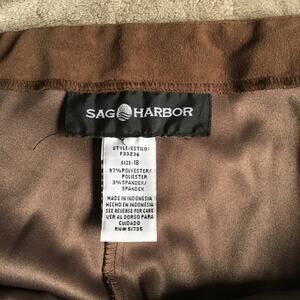 SAG HARBOR
STYLE/ESTILO:
F33236
SIZE: 18
97% POLYESTER/
POLIESTER
3% SPANDEX/
SPANDEX
MADE IN INDONESIA
HECHO EN INDONESIA
SEE REVERSE FOR CARE
VER AL DORSO PARA
CUIDADO
RN# 51735